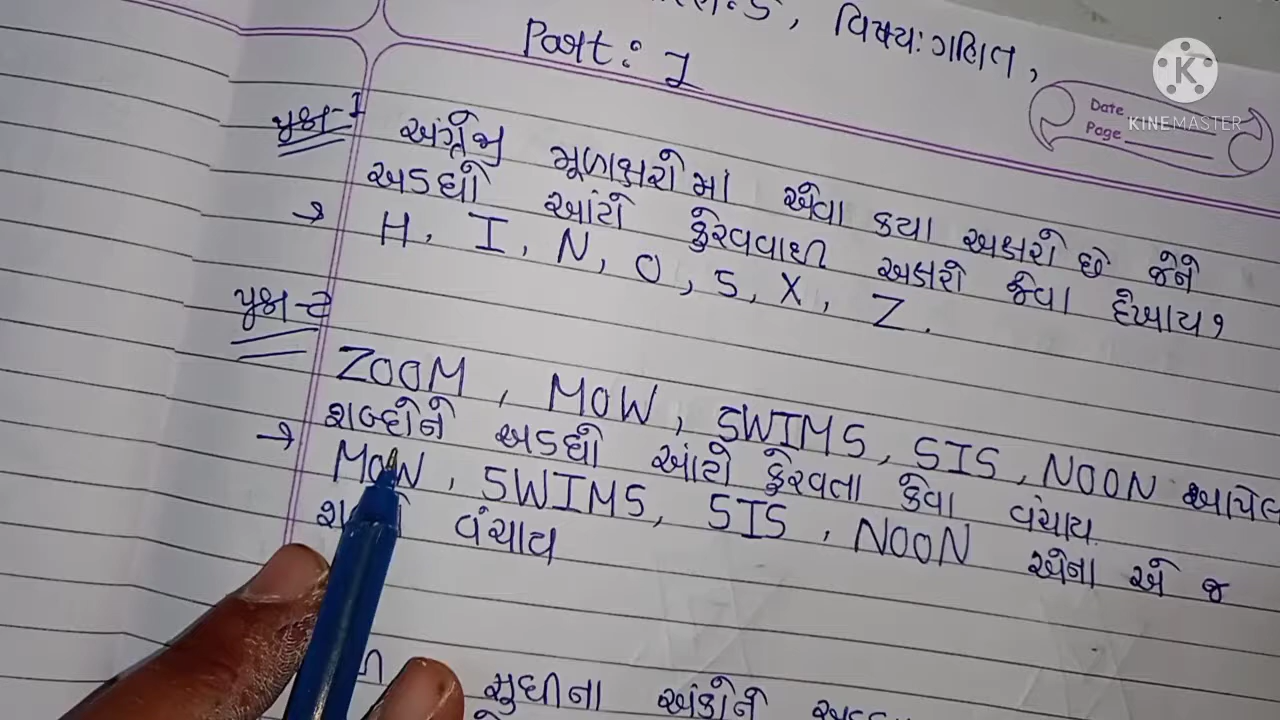 , વિષય: ગણિત,
Part: 1
Date
Page
KINEMASTER
K
પ્રશ્ન-1 અંગ્રેજી મૂળાક્ષરોમાં એવા કયા અક્ષરો છે જેને
અડધો આંટો ફેરવવાથી અક્ષરો જેવા દેખાય?
→ H, I, N, O, S, X, Z.
પ્રશ્ન-2
ZOOM, MOW, SWIMS, SIS, NOON આપેલ
શબ્દોને અડધો આંટો ફેરવતા કેવા વંચાય.
→ MOW, SWIMS, SIS, NOON એના એ જ
વંચાય
સુધીના અંકોને